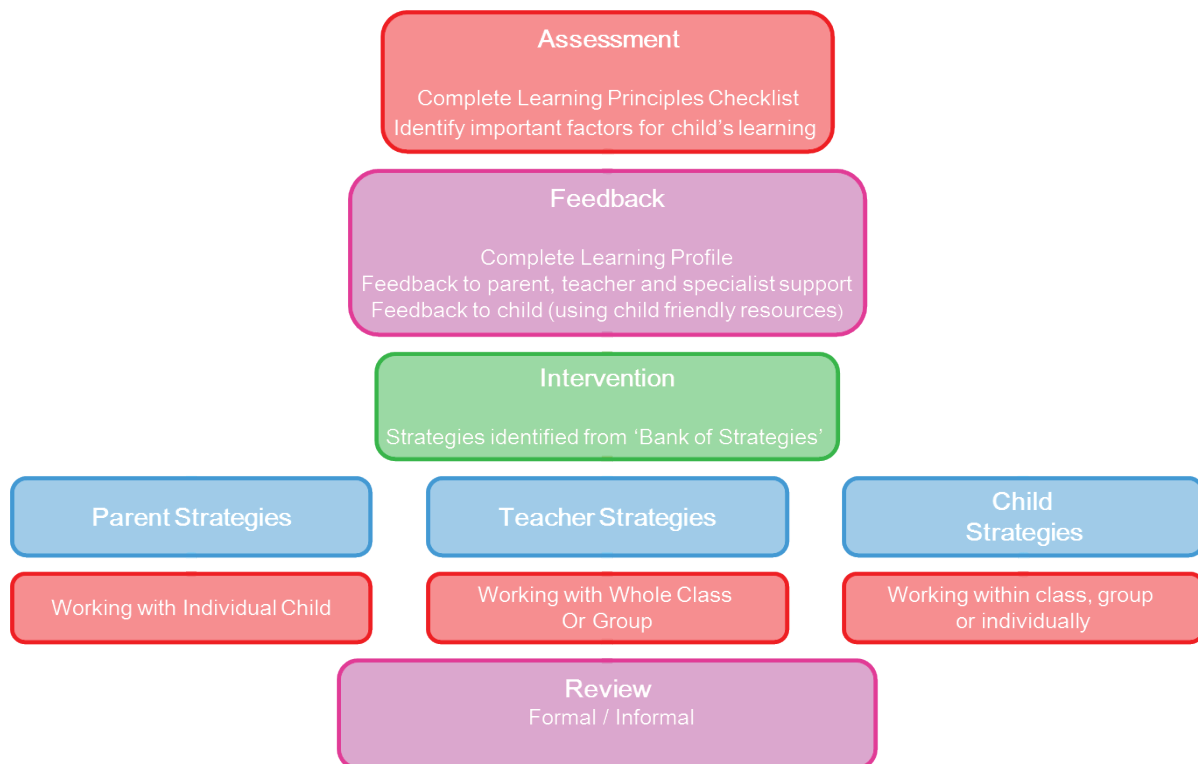 Assessment
Complete Learning Principles Checklist
Identify important factors for child's learning
Feedback
Complete Learning Profile
Feedback to parent, teacher and specialist support
Feedback to child (using child friendly resources)
Intervention
Strategies identified from ‘Bank of Strategies’
Parent Strategies
Teacher Strategies
Child
Strategies
Working with Individual Child
Working with Whole Class
Or Group
Working within class, group
or individually
Review
Formal / Informal